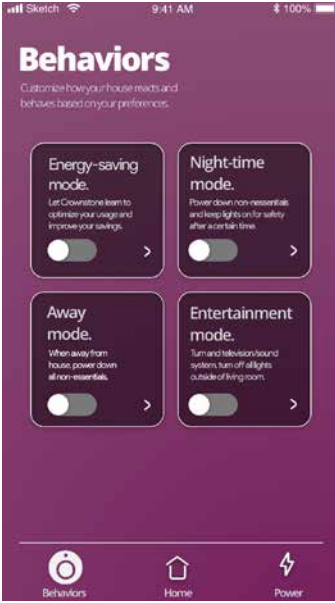 Sketch 9:41 AM 100%
Behaviors
Customize how your house reacts and
behaves based on your preferences.
Energy-saving
mode.
Let Crownstone learn to
optimize your usage and
improve your savings.
Night-time
mode.
Power down non-nessentials
and keep lights on for safety
after a certain time.
Away
mode.
When away from
house, power down
all non-essentials.
Entertainment
mode.
Turn and television/sound
system, turn off all lights
outside of living room.
Behaviors Home Power